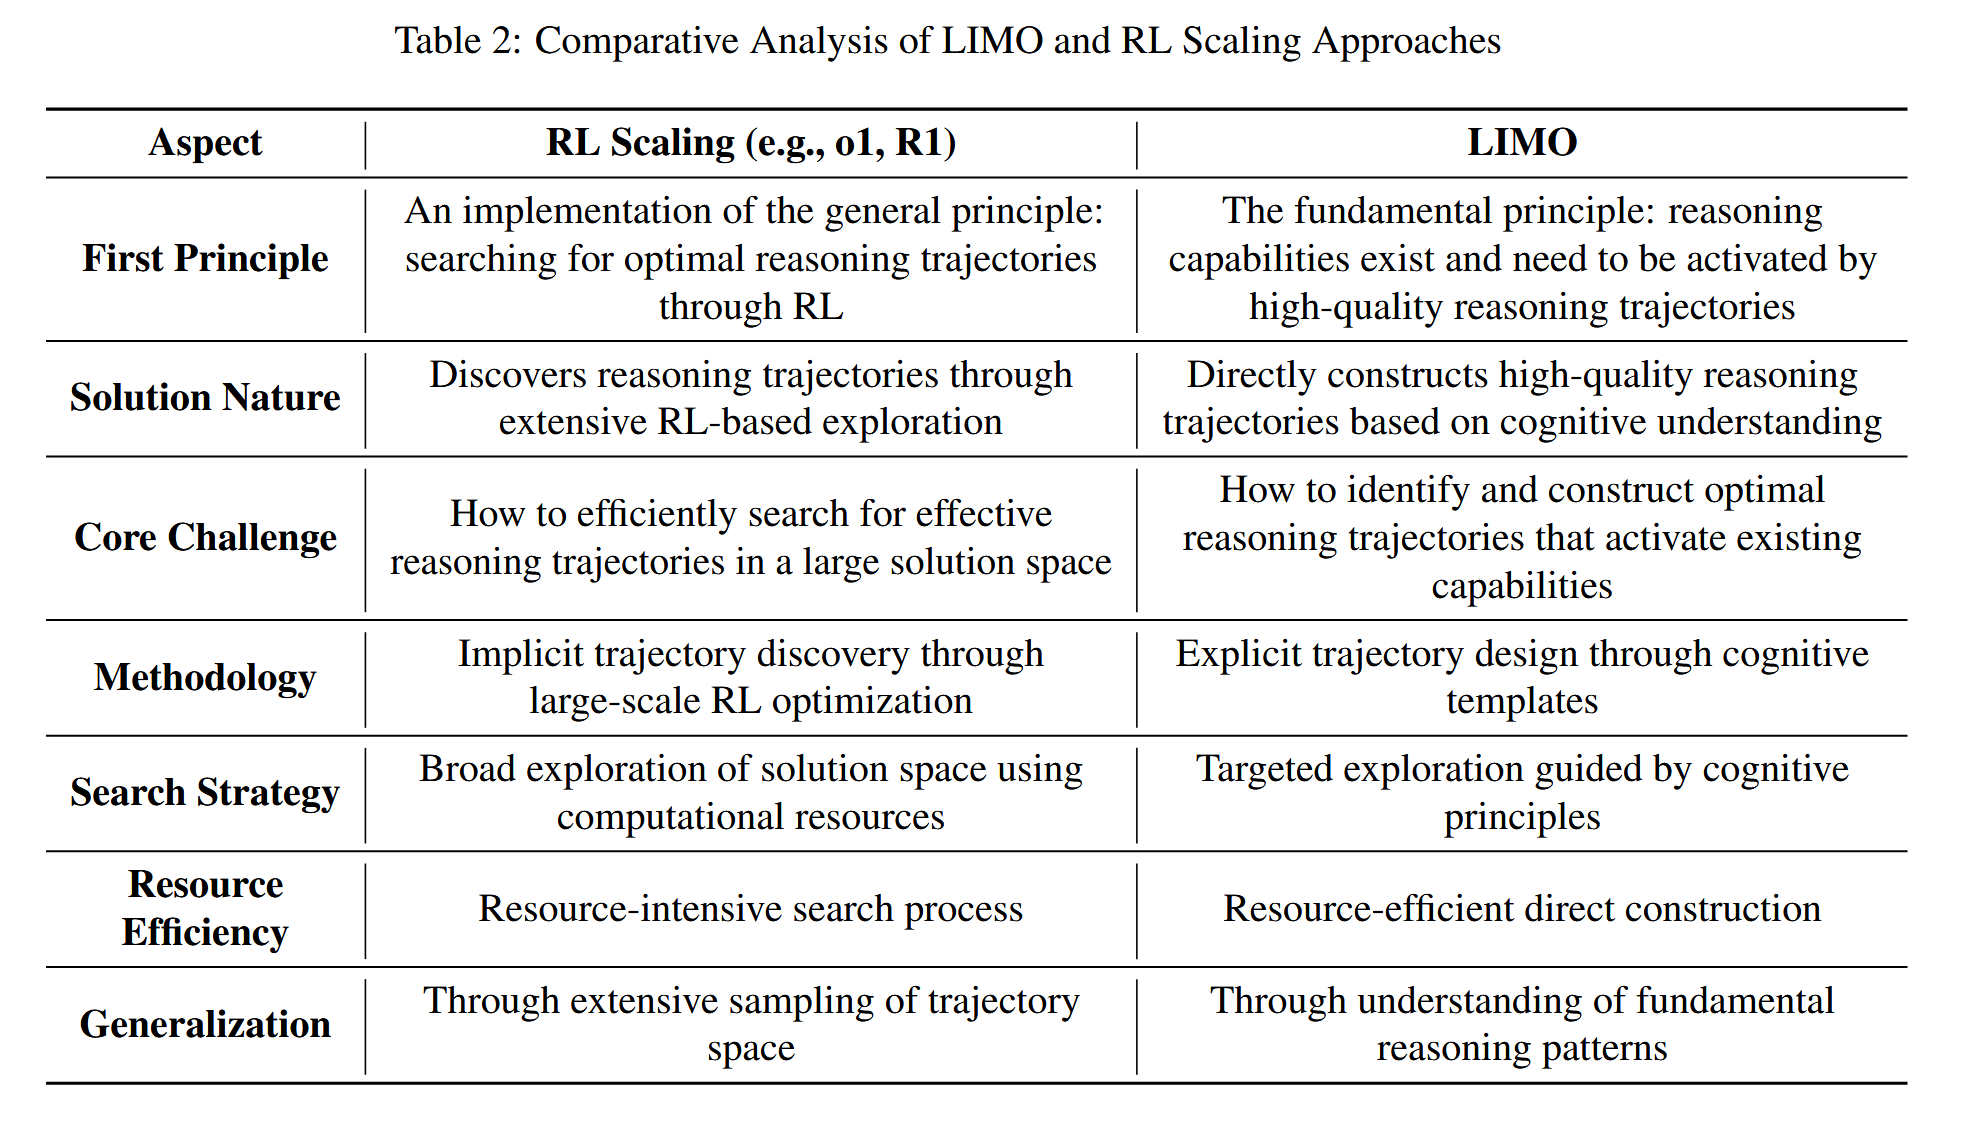 Table 2: Comparative Analysis of LIMO and RL Scaling Approaches
Aspect
RL Scaling (e.g., o1, R1)
LIMO
First Principle
An implementation of the general principle:
searching for optimal reasoning trajectories
through RL
The fundamental principle: reasoning
capabilities exist and need to be activated by
high-quality reasoning trajectories
Solution Nature
Discovers reasoning trajectories through
extensive RL-based exploration
Directly constructs high-quality reasoning
trajectories based on cognitive understanding
Core Challenge
How to efficiently search for effective
reasoning trajectories in a large solution space
How to identify and construct optimal
reasoning trajectories that activate existing
capabilities
Methodology
Implicit trajectory discovery through
large-scale RL optimization
Explicit trajectory design through cognitive
templates
Search Strategy
Broad exploration of solution space using
computational resources
Targeted exploration guided by cognitive
principles
Resource
Efficiency
Resource-intensive search process
Resource-efficient direct construction
Generalization
Through extensive sampling of trajectory
space
Through understanding of fundamental
reasoning patterns